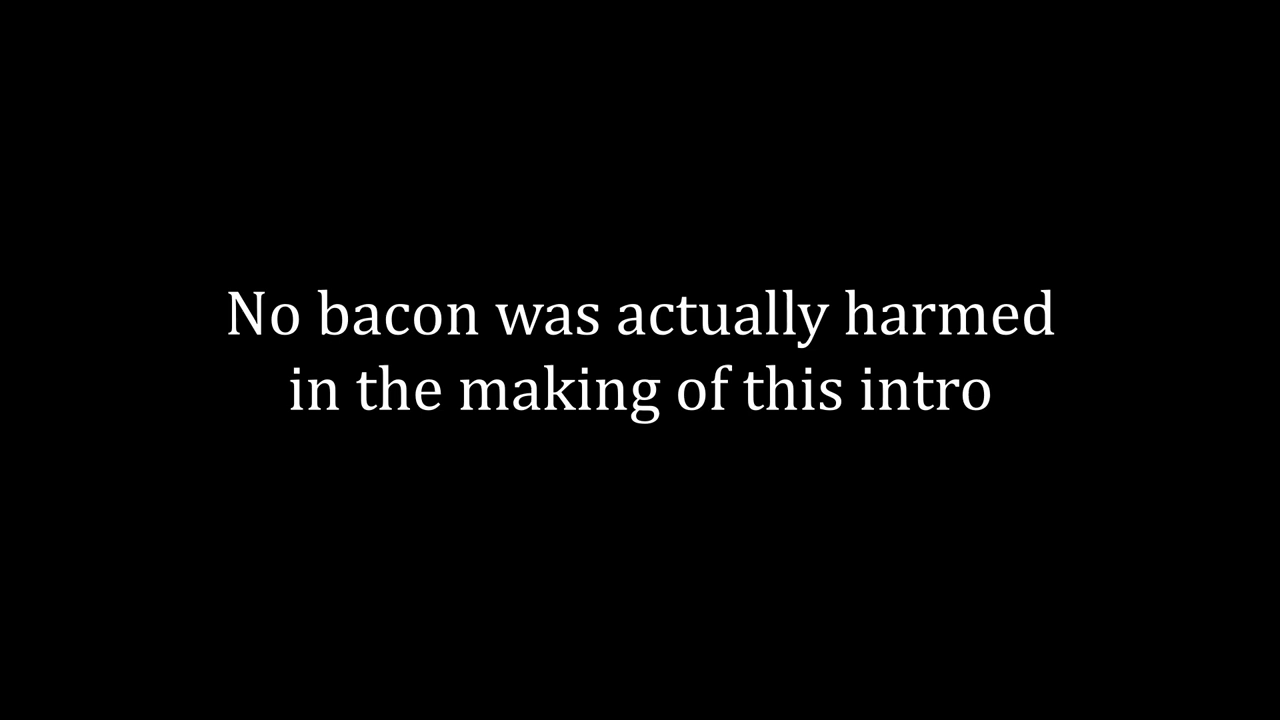 No bacon was actually harmed
in the making of this intro